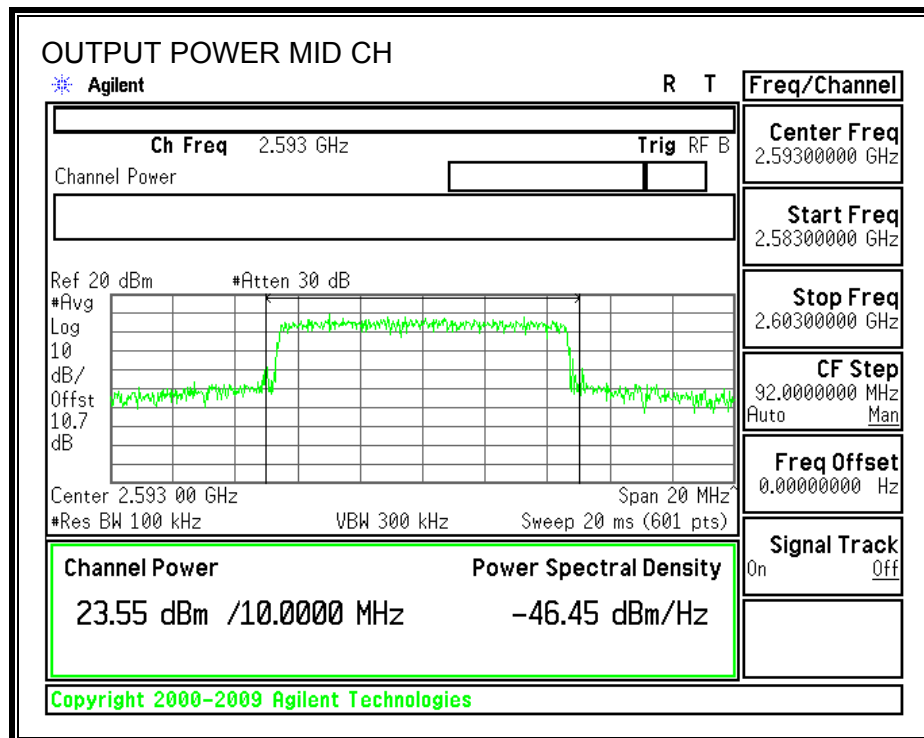 OUTPUT POWER MID CH
Agilent R T
Ch Freq 2.593 GHz Trig RF B
Channel Power
Ref 20 dBm #Atten 30 dB
#Avg
Log
10
dB/
Offst
10.7
dB
Center 2.593 00 GHz Span 20 MHz^
#Res BW 100 kHz VBW 300 kHz Sweep 20 ms (601 pts)
Channel Power Power Spectral Density
23.55 dBm /10.0000 MHz -46.45 dBm/Hz
Copyright 2000-2009 Agilent Technologies
Freq/Channel
Center Freq
2.59300000 GHz
Start Freq
2.58300000 GHz
Stop Freq
2.60300000 GHz
CF Step
92.0000000 MHz
Auto Man
Freq Offset
0.00000000 Hz
Signal Track
On Off